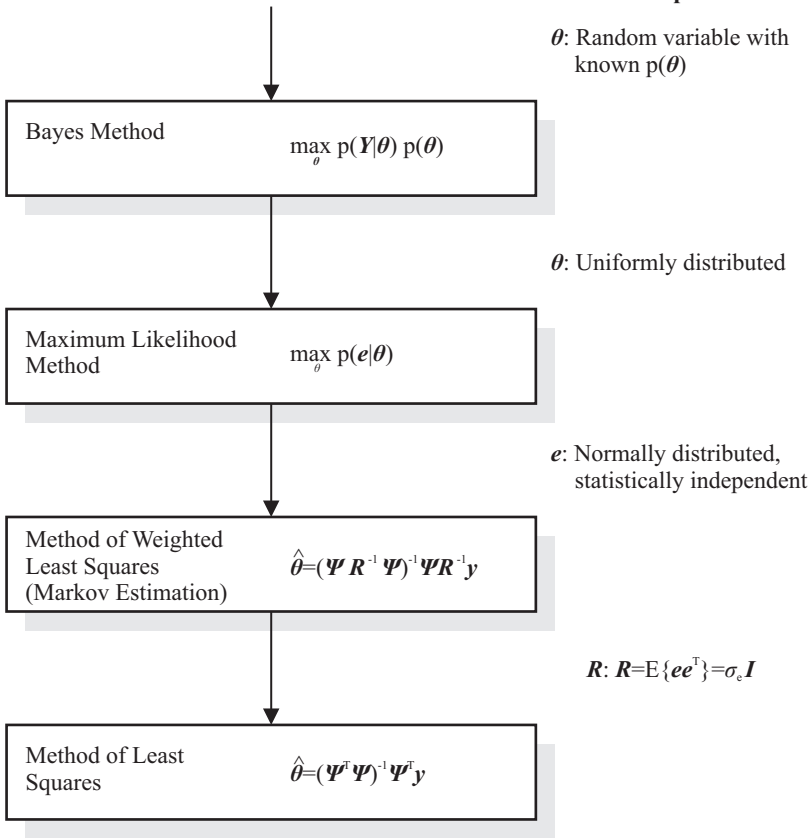 θ: Random variable with
known p(θ)
Bayes Method
max p(Y|θ) p(θ)
θ
θ: Uniformly distributed
Maximum Likelihood
Method
max p(e|θ)
θ
e: Normally distributed,
statistically independent
Method of Weighted
Least Squares
(Markov Estimation)
θ̂=(Ψ R⁻¹ Ψ)⁻¹ΨR⁻¹y
R: R=E{eeᵀ}=σₑI
Method of Least
Squares
θ̂=(ΨᵀΨ)⁻¹Ψᵀy